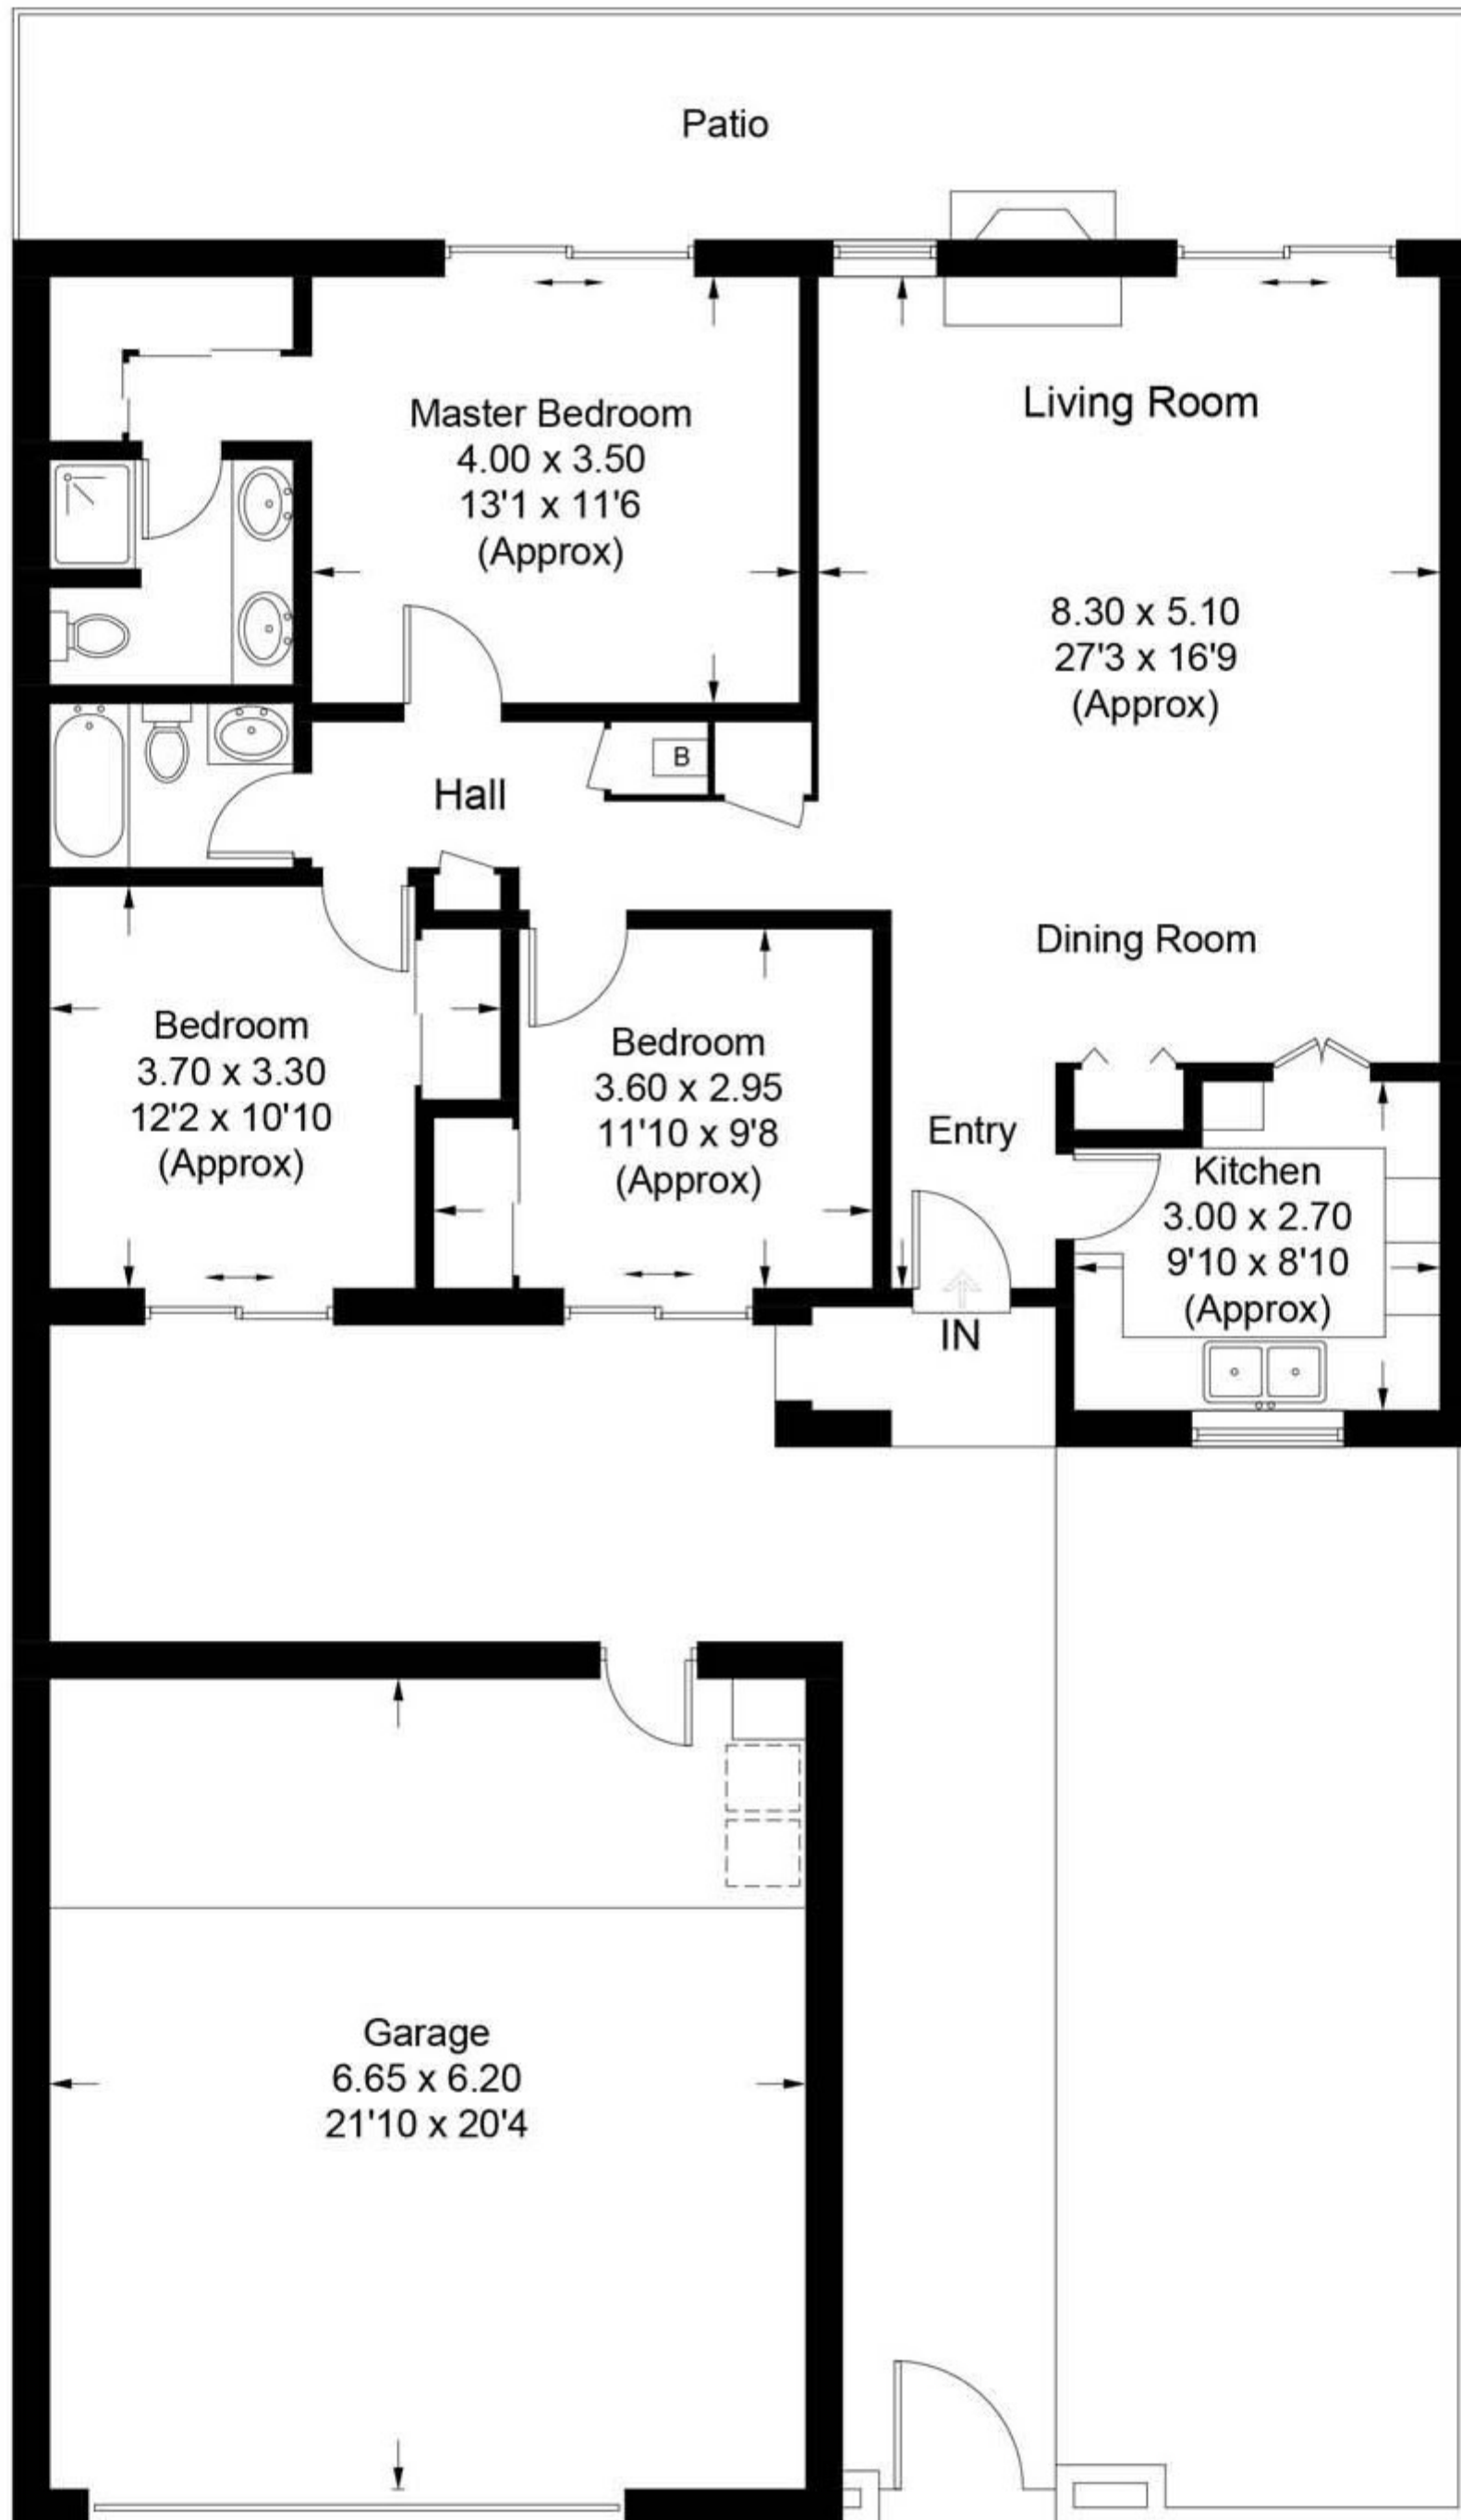 Patio
Master Bedroom
4.00 x 3.50
13'1 x 11'6
(Approx)
Living Room
8.30 x 5.10
27'3 x 16'9
(Approx)
B
Hall
Dining Room
Bedroom
3.70 x 3.30
12'2 x 10'10
(Approx)
Bedroom
3.60 x 2.95
11'10 x 9'8
(Approx)
Entry
Kitchen
3.00 x 2.70
9'10 x 8'10
(Approx)
IN
Garage
6.65 x 6.20
21'10 x 20'4